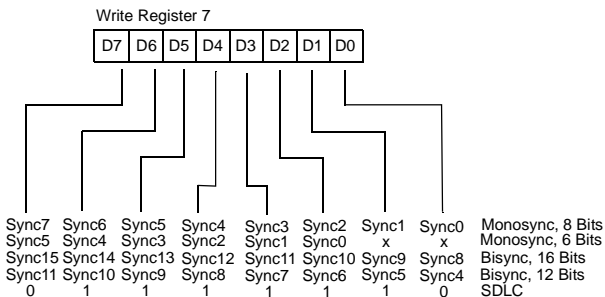 Write Register 7
D7 D6 D5 D4 D3 D2 D1 D0
Sync7 Sync6 Sync5 Sync4 Sync3 Sync2 Sync1 Sync0 Monosync, 8 Bits
Sync5 Sync4 Sync3 Sync2 Sync1 Sync0 x x Monosync, 6 Bits
Sync15 Sync14 Sync13 Sync12 Sync11 Sync10 Sync9 Sync8 Bisync, 16 Bits
Sync11 Sync10 Sync9 Sync8 Sync7 Sync6 Sync5 Sync4 Bisync, 12 Bits
0 1 1 1 1 1 1 0 SDLC